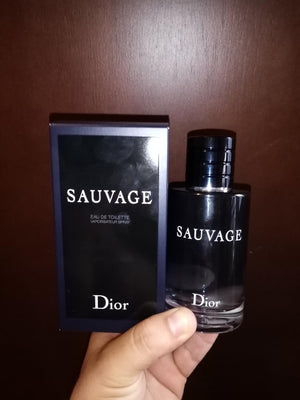 SAUVAGE
EAU DE TOILETTE
VAPORISATEUR SPRAY
Dior
SAUVAGE
Dior